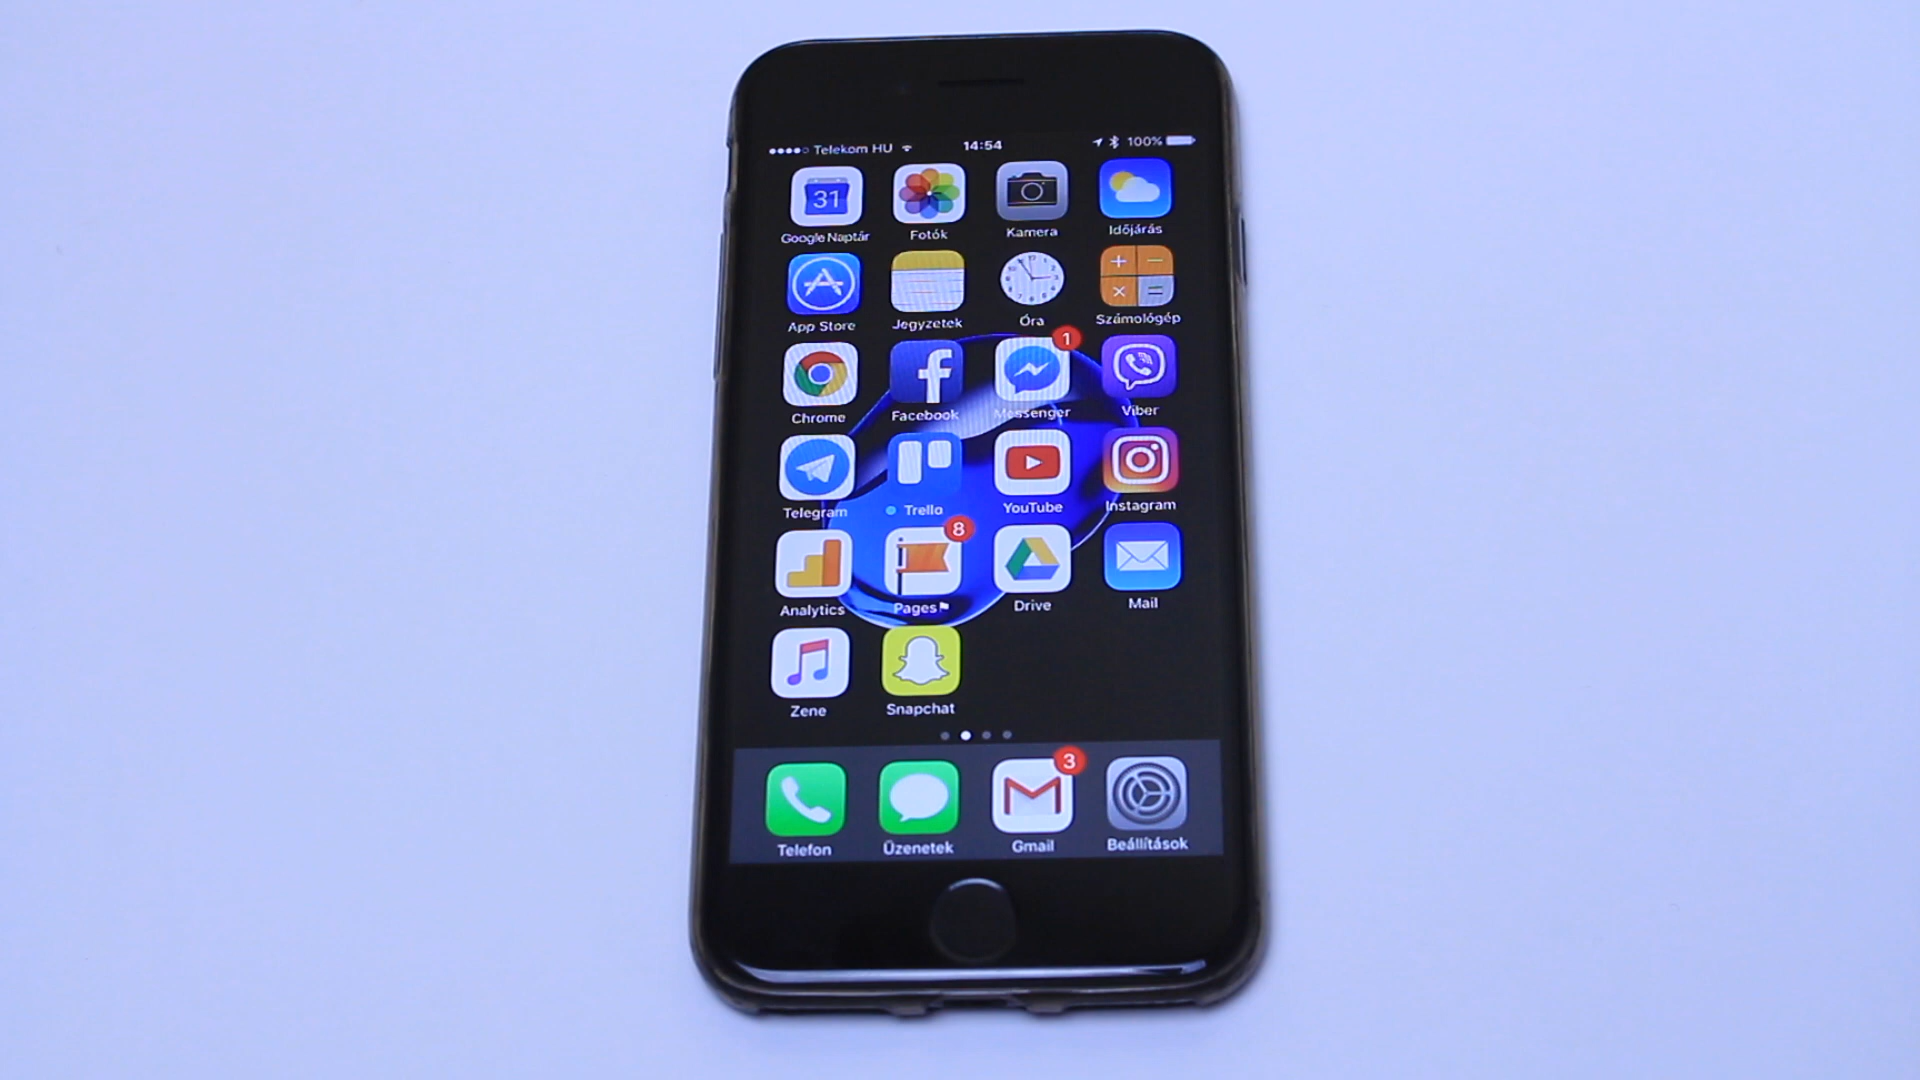 Telekom HU 14:54 100%
31
Google Naptár Fotók Kamera Időjárás
App Store Jegyzetek Óra Számológép
1
Chrome Facebook Messenger Viber
Telegram Trello YouTube Instagram
8
Analytics Pages Drive Mail
Zene Snapchat
3
Telefon Üzenetek Gmail Beállítások